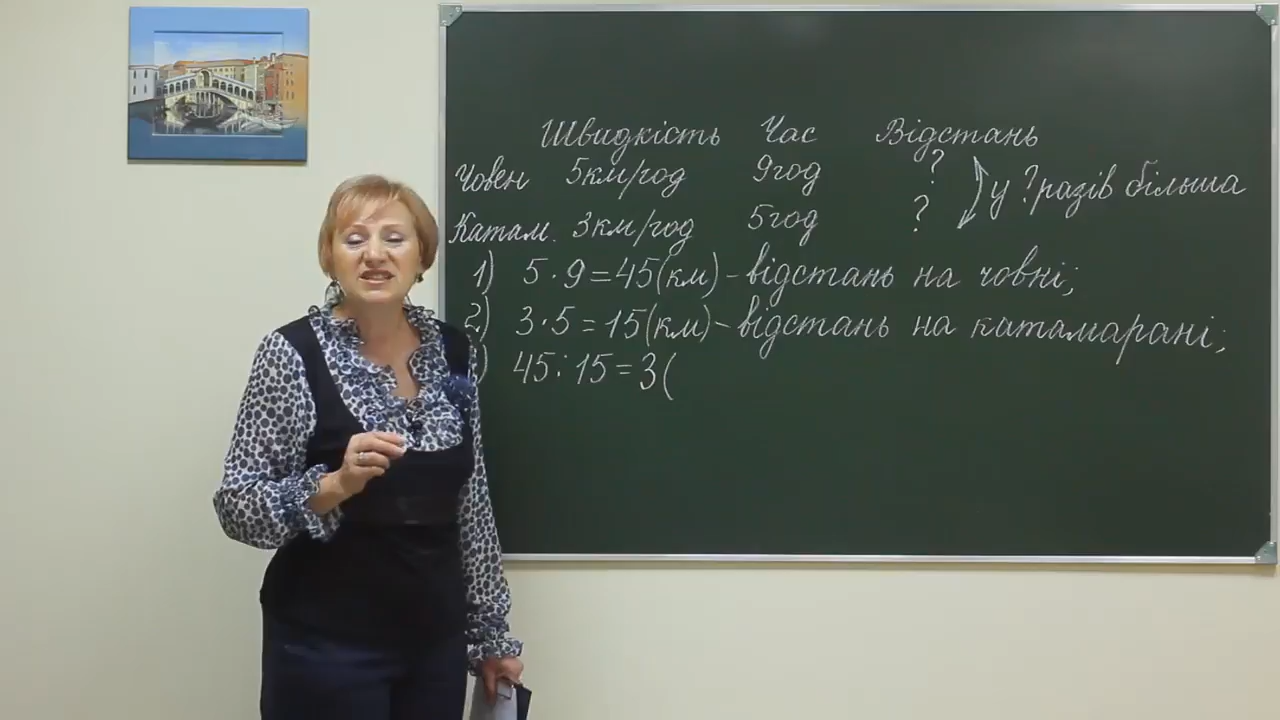 Швидкість Час Відстань
Човен 5км/год 9год ?
у ? разів більша
Катам. 3км/год 5год ?
1) 5 · 9 = 45(км) – відстань на човні;
2) 3 · 5 = 15(км) – відстань на катамарані;
) 45 : 15 = 3(